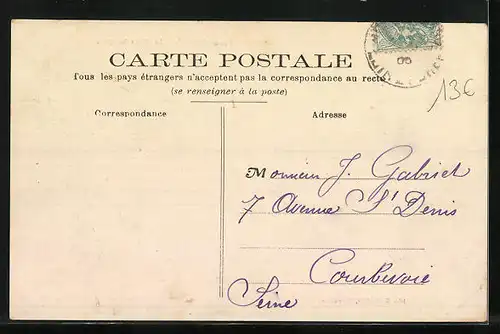 CARTE POSTALE
Tous les pays étrangers n'acceptent pas la correspondance au recto
(se renseigner à la poste)
Correspondance
Adresse
13€
Monsieur J. Gabriel
7 Avenue St Denis
Courbevoie
Seine